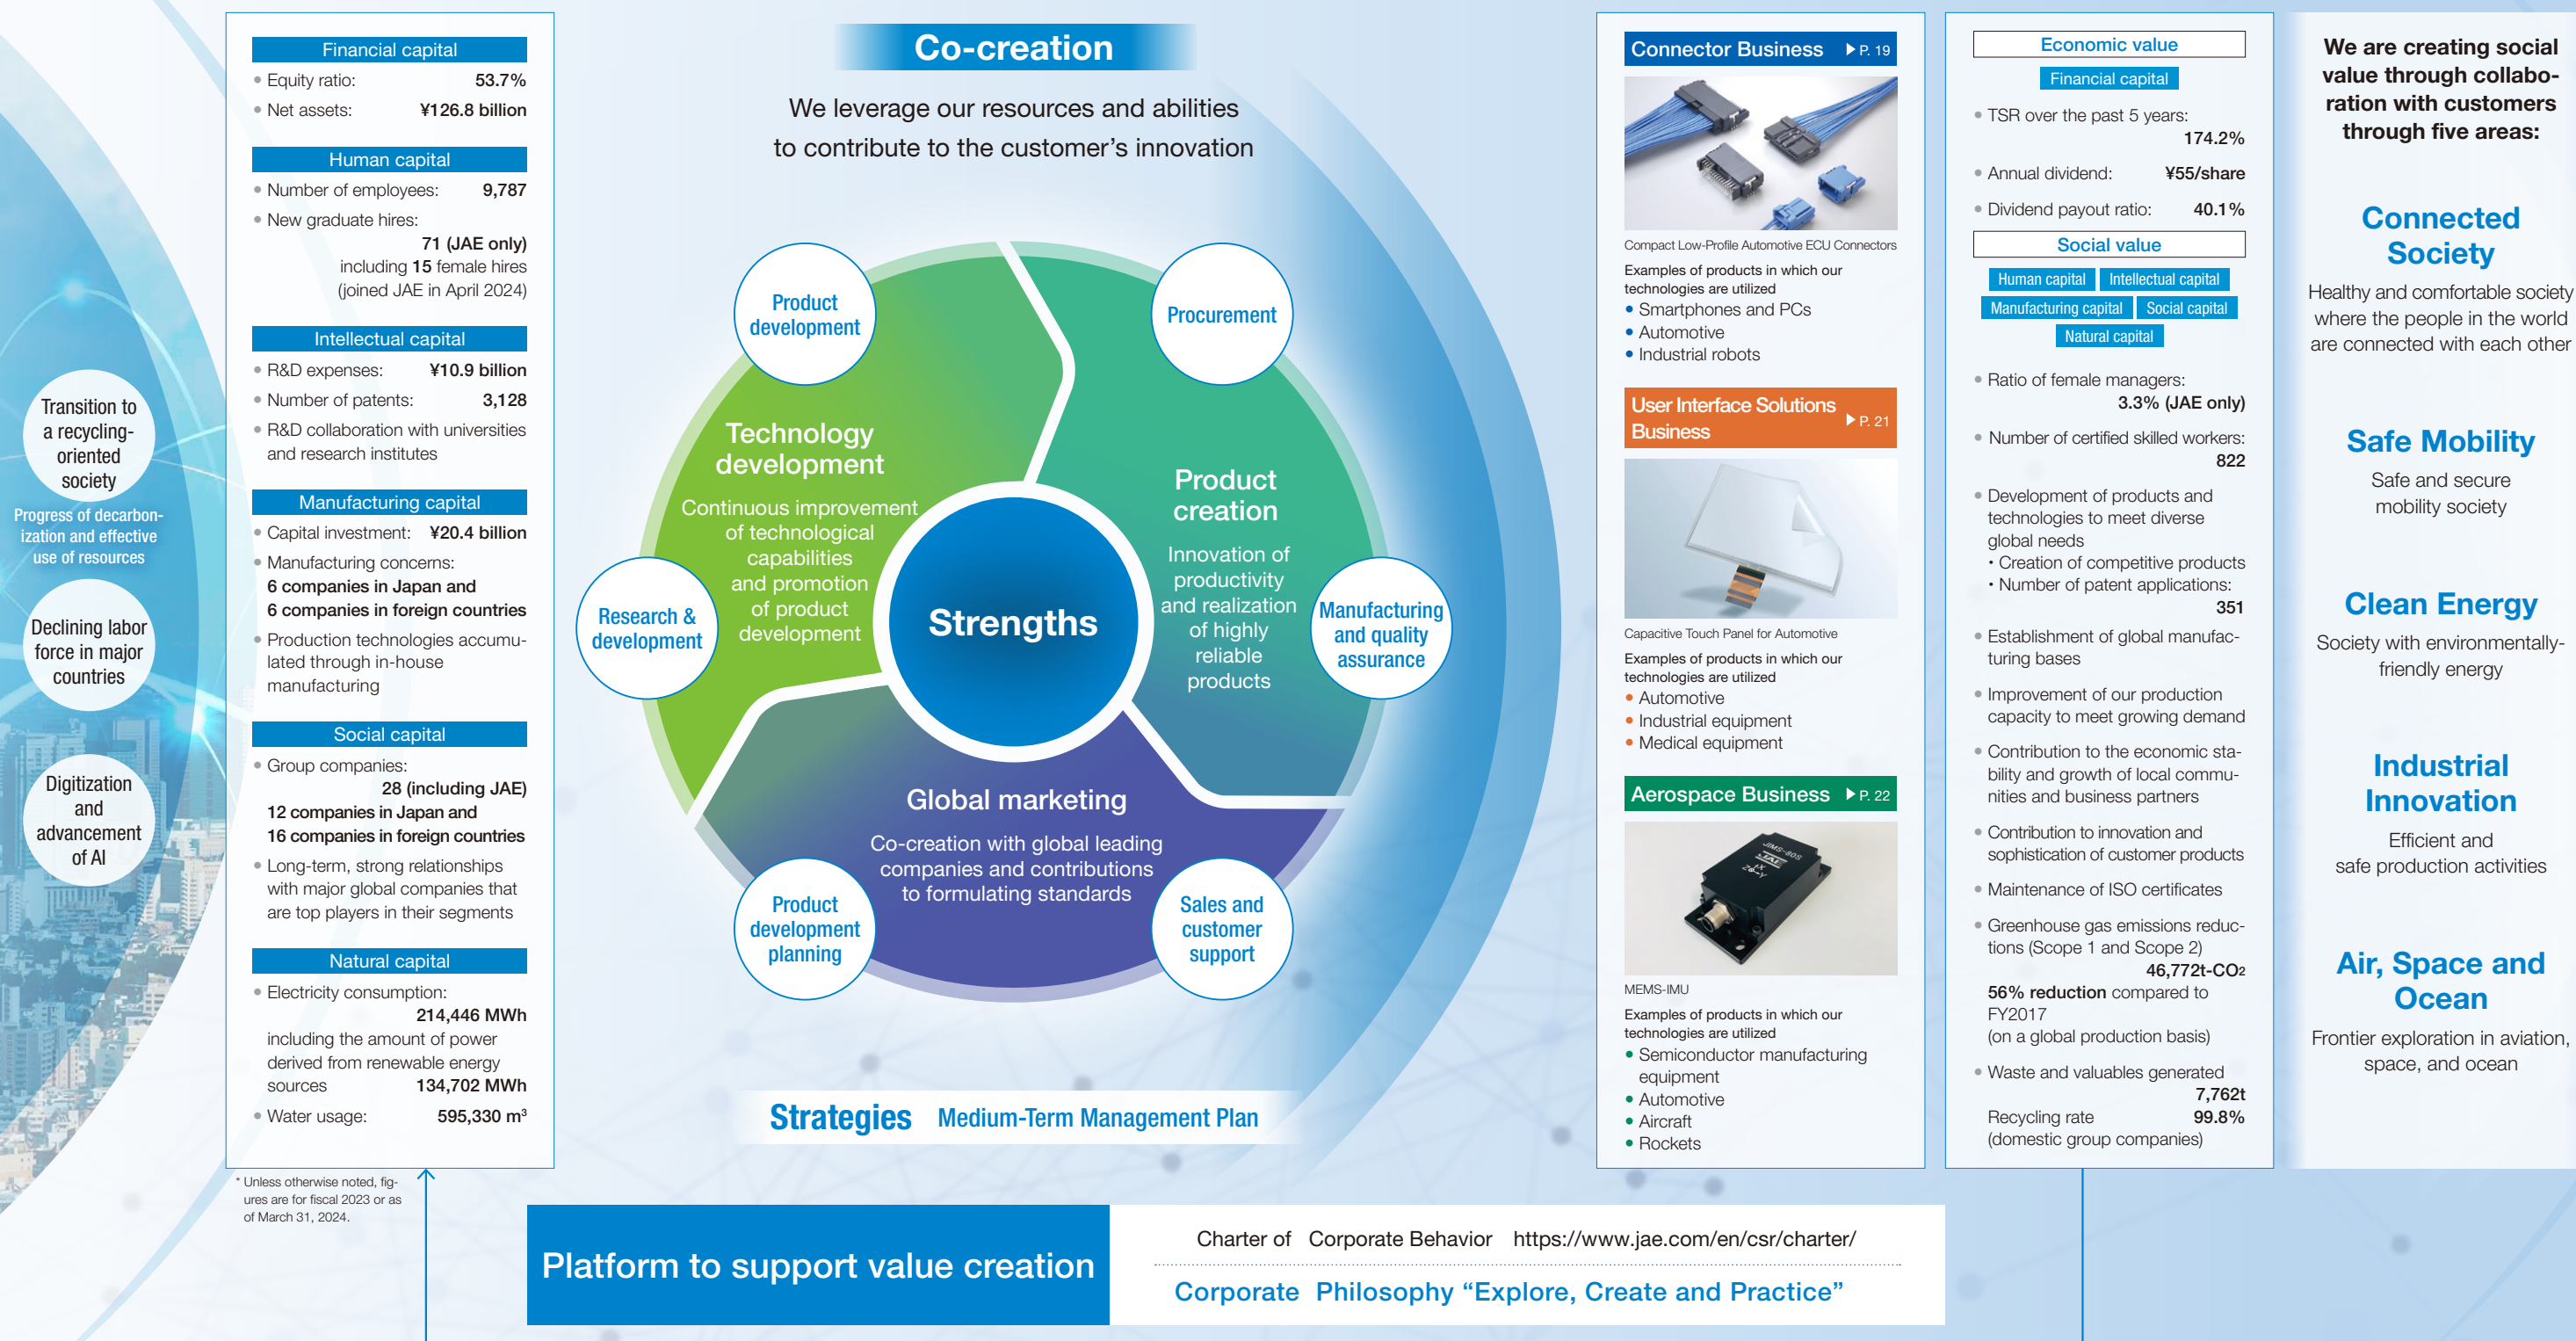 Transition to
a recycling-
oriented
society
Progress of decarbon-
ization and effective
use of resources
Declining labor
force in major
countries
Digitization
and
advancement
of AI
Financial capital
• Equity ratio: 53.7%
• Net assets: ¥126.8 billion
Human capital
• Number of employees: 9,787
• New graduate hires:
71 (JAE only)
including 15 female hires
(joined JAE in April 2024)
Intellectual capital
• R&D expenses: ¥10.9 billion
• Number of patents: 3,128
• R&D collaboration with universities
and research institutes
Manufacturing capital
• Capital investment: ¥20.4 billion
• Manufacturing concerns:
6 companies in Japan and
6 companies in foreign countries
• Production technologies accumu-
lated through in-house
manufacturing
Social capital
• Group companies:
28 (including JAE)
12 companies in Japan and
16 companies in foreign countries
• Long-term, strong relationships
with major global companies that
are top players in their segments
Natural capital
• Electricity consumption:
214,446 MWh
including the amount of power
derived from renewable energy
sources 134,702 MWh
• Water usage: 595,330 m³
* Unless otherwise noted, fig-
ures are for fiscal 2023 or as
of March 31, 2024.
Co-creation
We leverage our resources and abilities
to contribute to the customer's innovation
Product
development
Procurement
Technology
development
Continuous improvement
of technological
capabilities
and promotion
of product
development
Product
creation
Innovation of
productivity
and realization
of highly
reliable
products
Research &
development
Strengths
Manufacturing
and quality
assurance
Global marketing
Co-creation with global leading
companies and contributions
to formulating standards
Product
development
planning
Sales and
customer
support
Strategies Medium-Term Management Plan
Connector Business ▶P. 19
Compact Low-Profile Automotive ECU Connectors
Examples of products in which our
technologies are utilized
• Smartphones and PCs
• Automotive
• Industrial robots
User Interface Solutions
Business ▶P. 21
Capacitive Touch Panel for Automotive
Examples of products in which our
technologies are utilized
• Automotive
• Industrial equipment
• Medical equipment
Aerospace Business ▶P. 22
JIMS-80S
JAE
MEMS-IMU
Examples of products in which our
technologies are utilized
• Semiconductor manufacturing
equipment
• Automotive
• Aircraft
• Rockets
Economic value
Financial capital
• TSR over the past 5 years:
174.2%
• Annual dividend: ¥55/share
• Dividend payout ratio: 40.1%
Social value
Human capital Intellectual capital
Manufacturing capital Social capital
Natural capital
• Ratio of female managers:
3.3% (JAE only)
• Number of certified skilled workers:
822
• Development of products and
technologies to meet diverse
global needs
・Creation of competitive products
・Number of patent applications:
351
• Establishment of global manufac-
turing bases
• Improvement of our production
capacity to meet growing demand
• Contribution to the economic sta-
bility and growth of local commu-
nities and business partners
• Contribution to innovation and
sophistication of customer products
• Maintenance of ISO certificates
• Greenhouse gas emissions reduc-
tions (Scope 1 and Scope 2)
46,772t-CO2
56% reduction compared to
FY2017
(on a global production basis)
• Waste and valuables generated
7,762t
Recycling rate 99.8%
(domestic group companies)
We are creating social
value through collabo-
ration with customers
through five areas:
Connected
Society
Healthy and comfortable society
where the people in the world
are connected with each other
Safe Mobility
Safe and secure
mobility society
Clean Energy
Society with environmentally-
friendly energy
Industrial
Innovation
Efficient and
safe production activities
Air, Space and
Ocean
Frontier exploration in aviation,
space, and ocean
Platform to support value creation
Charter of Corporate Behavior https://www.jae.com/en/csr/charter/
Corporate Philosophy “Explore, Create and Practice”